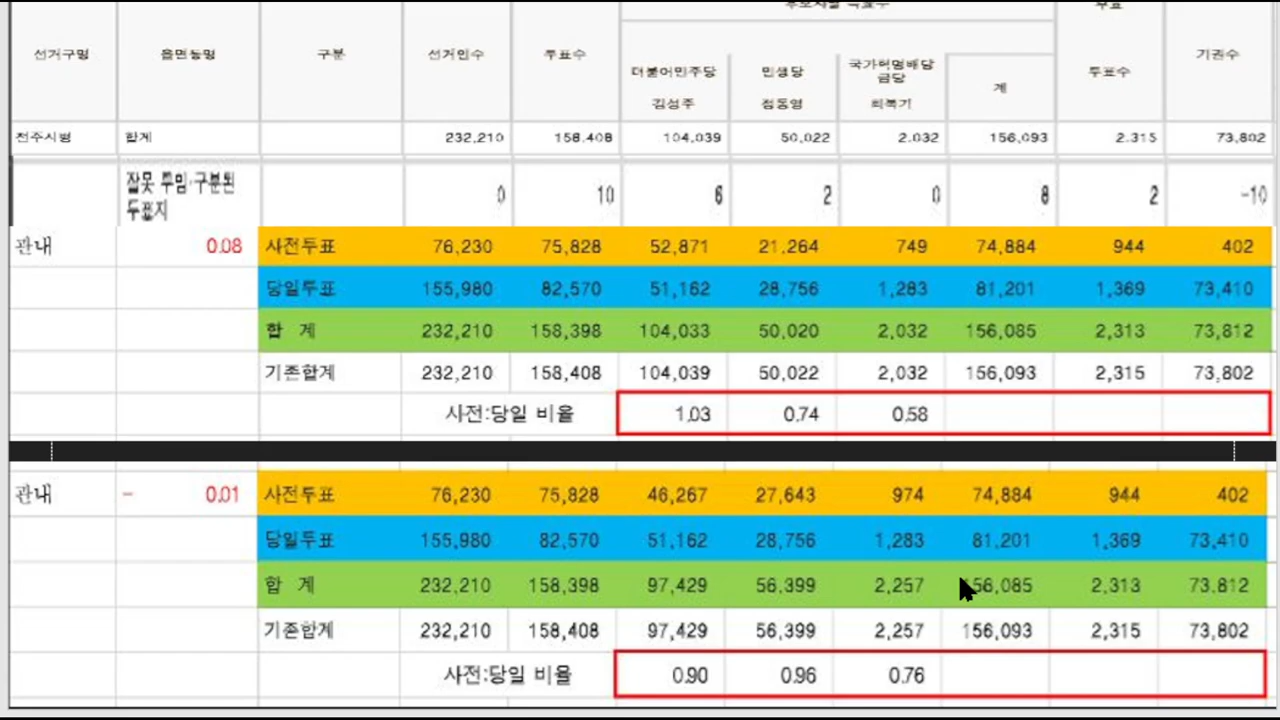 후보자별 득표수 무효
선거구명 읍면동명 구분 선거인수 투표수 더불어민주당 민생당 국가혁명배당 계 투표수 기권수
금당
김성주 정동영 최복기
전주시병 합계 232,210 158,408 104,039 50,022 2,032 156,093 2,315 73,802
잘못 투입·구분된 0 10 6 2 0 8 2 -10
투표지
관내 0.08 사전투표 76,230 75,828 52,871 21,264 749 74,884 944 402
당일투표 155,980 82,570 51,162 28,756 1,283 81,201 1,369 73,410
합 계 232,210 158,398 104,033 50,020 2,032 156,085 2,313 73,812
기존합계 232,210 158,408 104,039 50,022 2,032 156,093 2,315 73,802
사전:당일 비율 1.03 0.74 0.58
관내 - 0.01 사전투표 76,230 75,828 46,267 27,643 974 74,884 944 402
당일투표 155,980 82,570 51,162 28,756 1,283 81,201 1,369 73,410
합 계 232,210 158,398 97,429 56,399 2,257 156,085 2,313 73,812
기존합계 232,210 158,408 97,429 56,399 2,257 156,093 2,315 73,802
사전:당일 비율 0.90 0.96 0.76